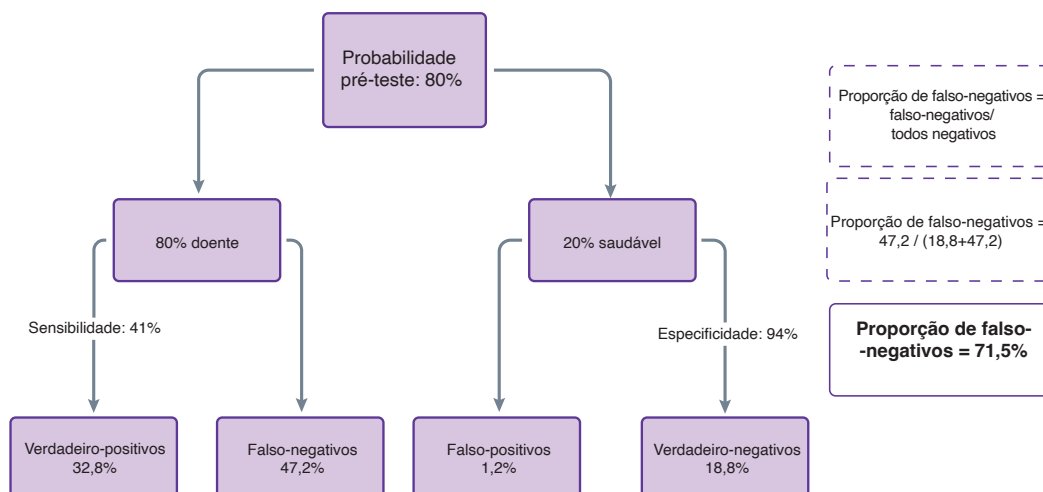 Probabilidade
pré-teste: 80%
Proporção de falso-negativos =
falso-negativos/
todos negativos
80% doente
20% saudável
Proporção de falso-negativos =
47,2 / (18,8+47,2)
Sensibilidade: 41%
Especificidade: 94%
Proporção de falso-
-negativos = 71,5%
Verdadeiro-positivos
32,8%
Falso-negativos
47,2%
Falso-positivos
1,2%
Verdadeiro-negativos
18,8%